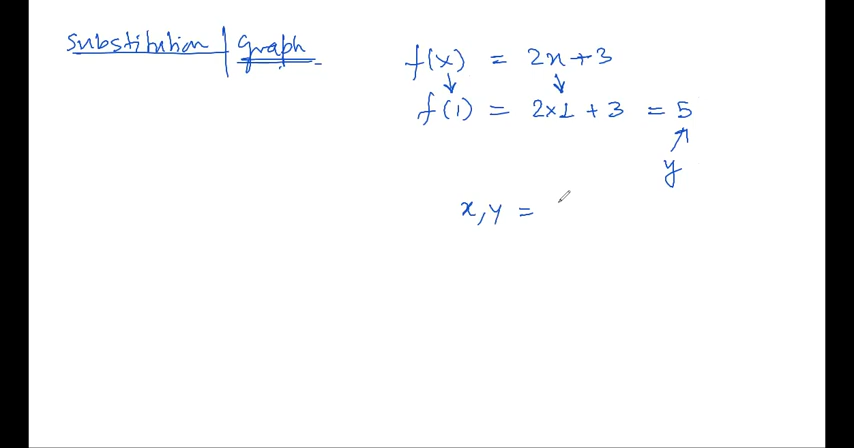 Substitution | Graph
f(x) = 2x+3
f(1) = 2×1 + 3 = 5
y
x, y =